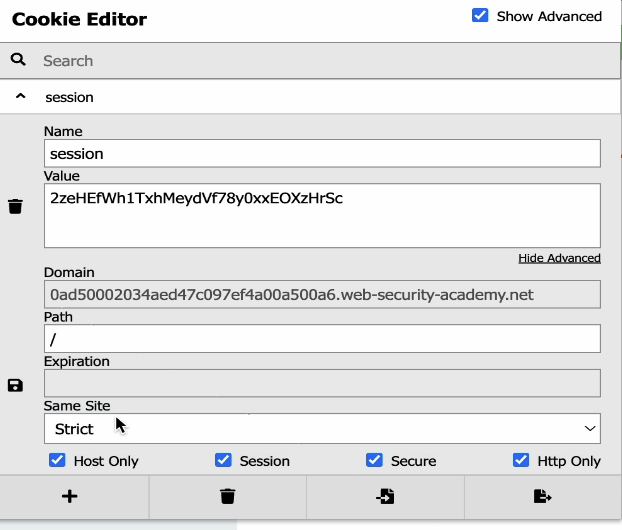 Cookie Editor
Show Advanced
Search
session
Name
session
Value
2zeHEfWh1TxhMeydVf78y0xxEOXzHrSc
Hide Advanced
Domain
0ad50002034aed47c097ef4a00a500a6.web-security-academy.net
Path
/
Expiration
Same Site
Strict
Host Only Session Secure Http Only